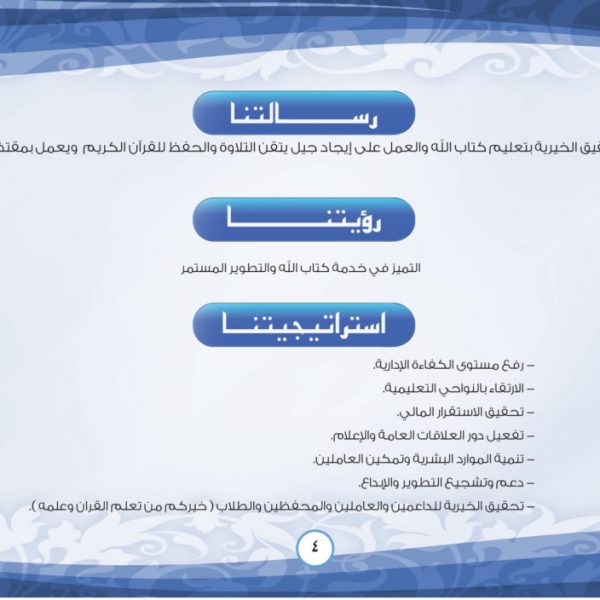 رســـالتنا
الخيرية بتعليم كتاب الله والعمل على إيجاد جيل يتقن التلاوة والحفظ للقرآن الكريم ويعمل
رؤيتنـــــا
التميز في خدمة كتاب الله والتطوير المستمر
استراتيجيتنـــا
– رفع مستوى الكفاءة الإدارية.
– الارتقاء بالنواحي التعليمية.
– تحقيق الاستقرار المالي.
– تفعيل دور العلاقات العامة والإعلام.
– تنمية الموارد البشرية وتمكين العاملين.
– دعم وتشجيع التطوير والإبداع.
– تحقيق الخيرية للداعمين والعاملين والمحفظين والطلاب ( خيركم من تعلم القران وعلمه ).
٤